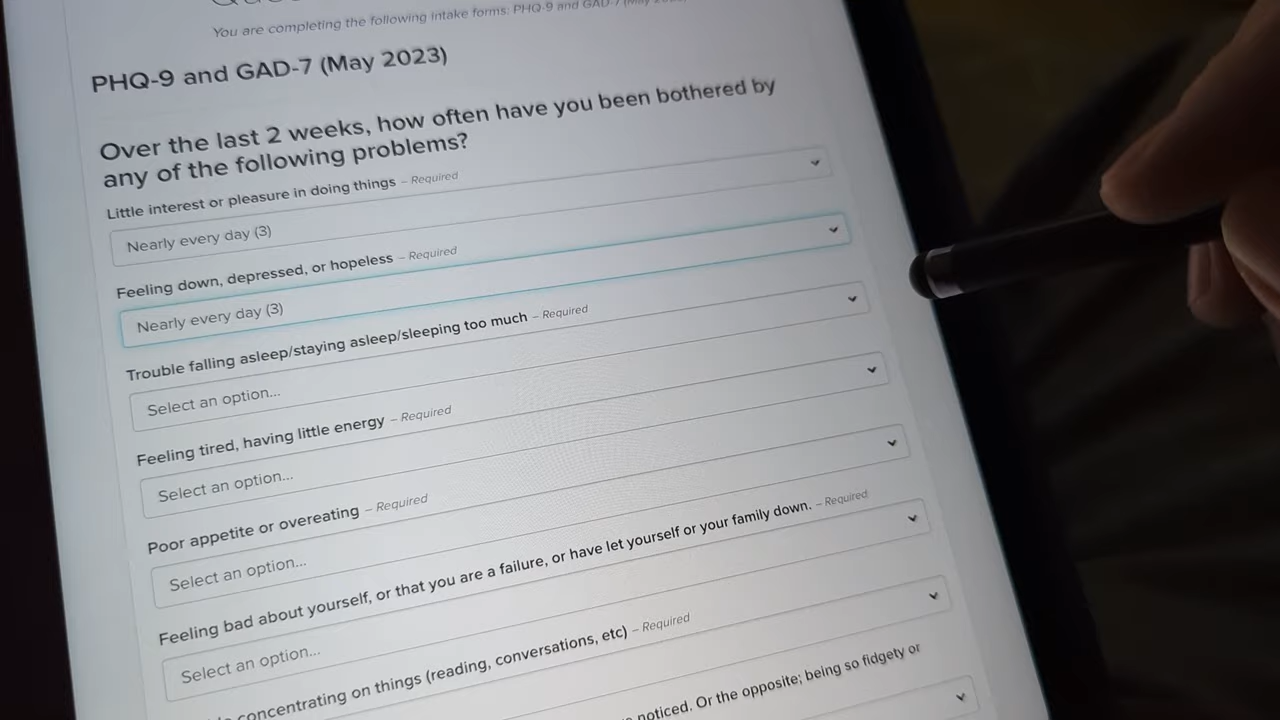 You are completing the following intake forms: PHQ-9 and GAD-7
PHQ-9 and GAD-7 (May 2023)
Over the last 2 weeks, how often have you been bothered by
any of the following problems?
Little interest or pleasure in doing things – Required
Nearly every day (3)
Feeling down, depressed, or hopeless – Required
Nearly every day (3)
Trouble falling asleep/staying asleep/sleeping too much – Required
Select an option...
Feeling tired, having little energy – Required
Select an option...
Poor appetite or overeating – Required
Select an option...
Feeling bad about yourself, or that you are a failure, or have let yourself or your family down. – Required
Select an option...
concentrating on things (reading, conversations, etc) – Required
noticed. Or the opposite; being so fidgety or